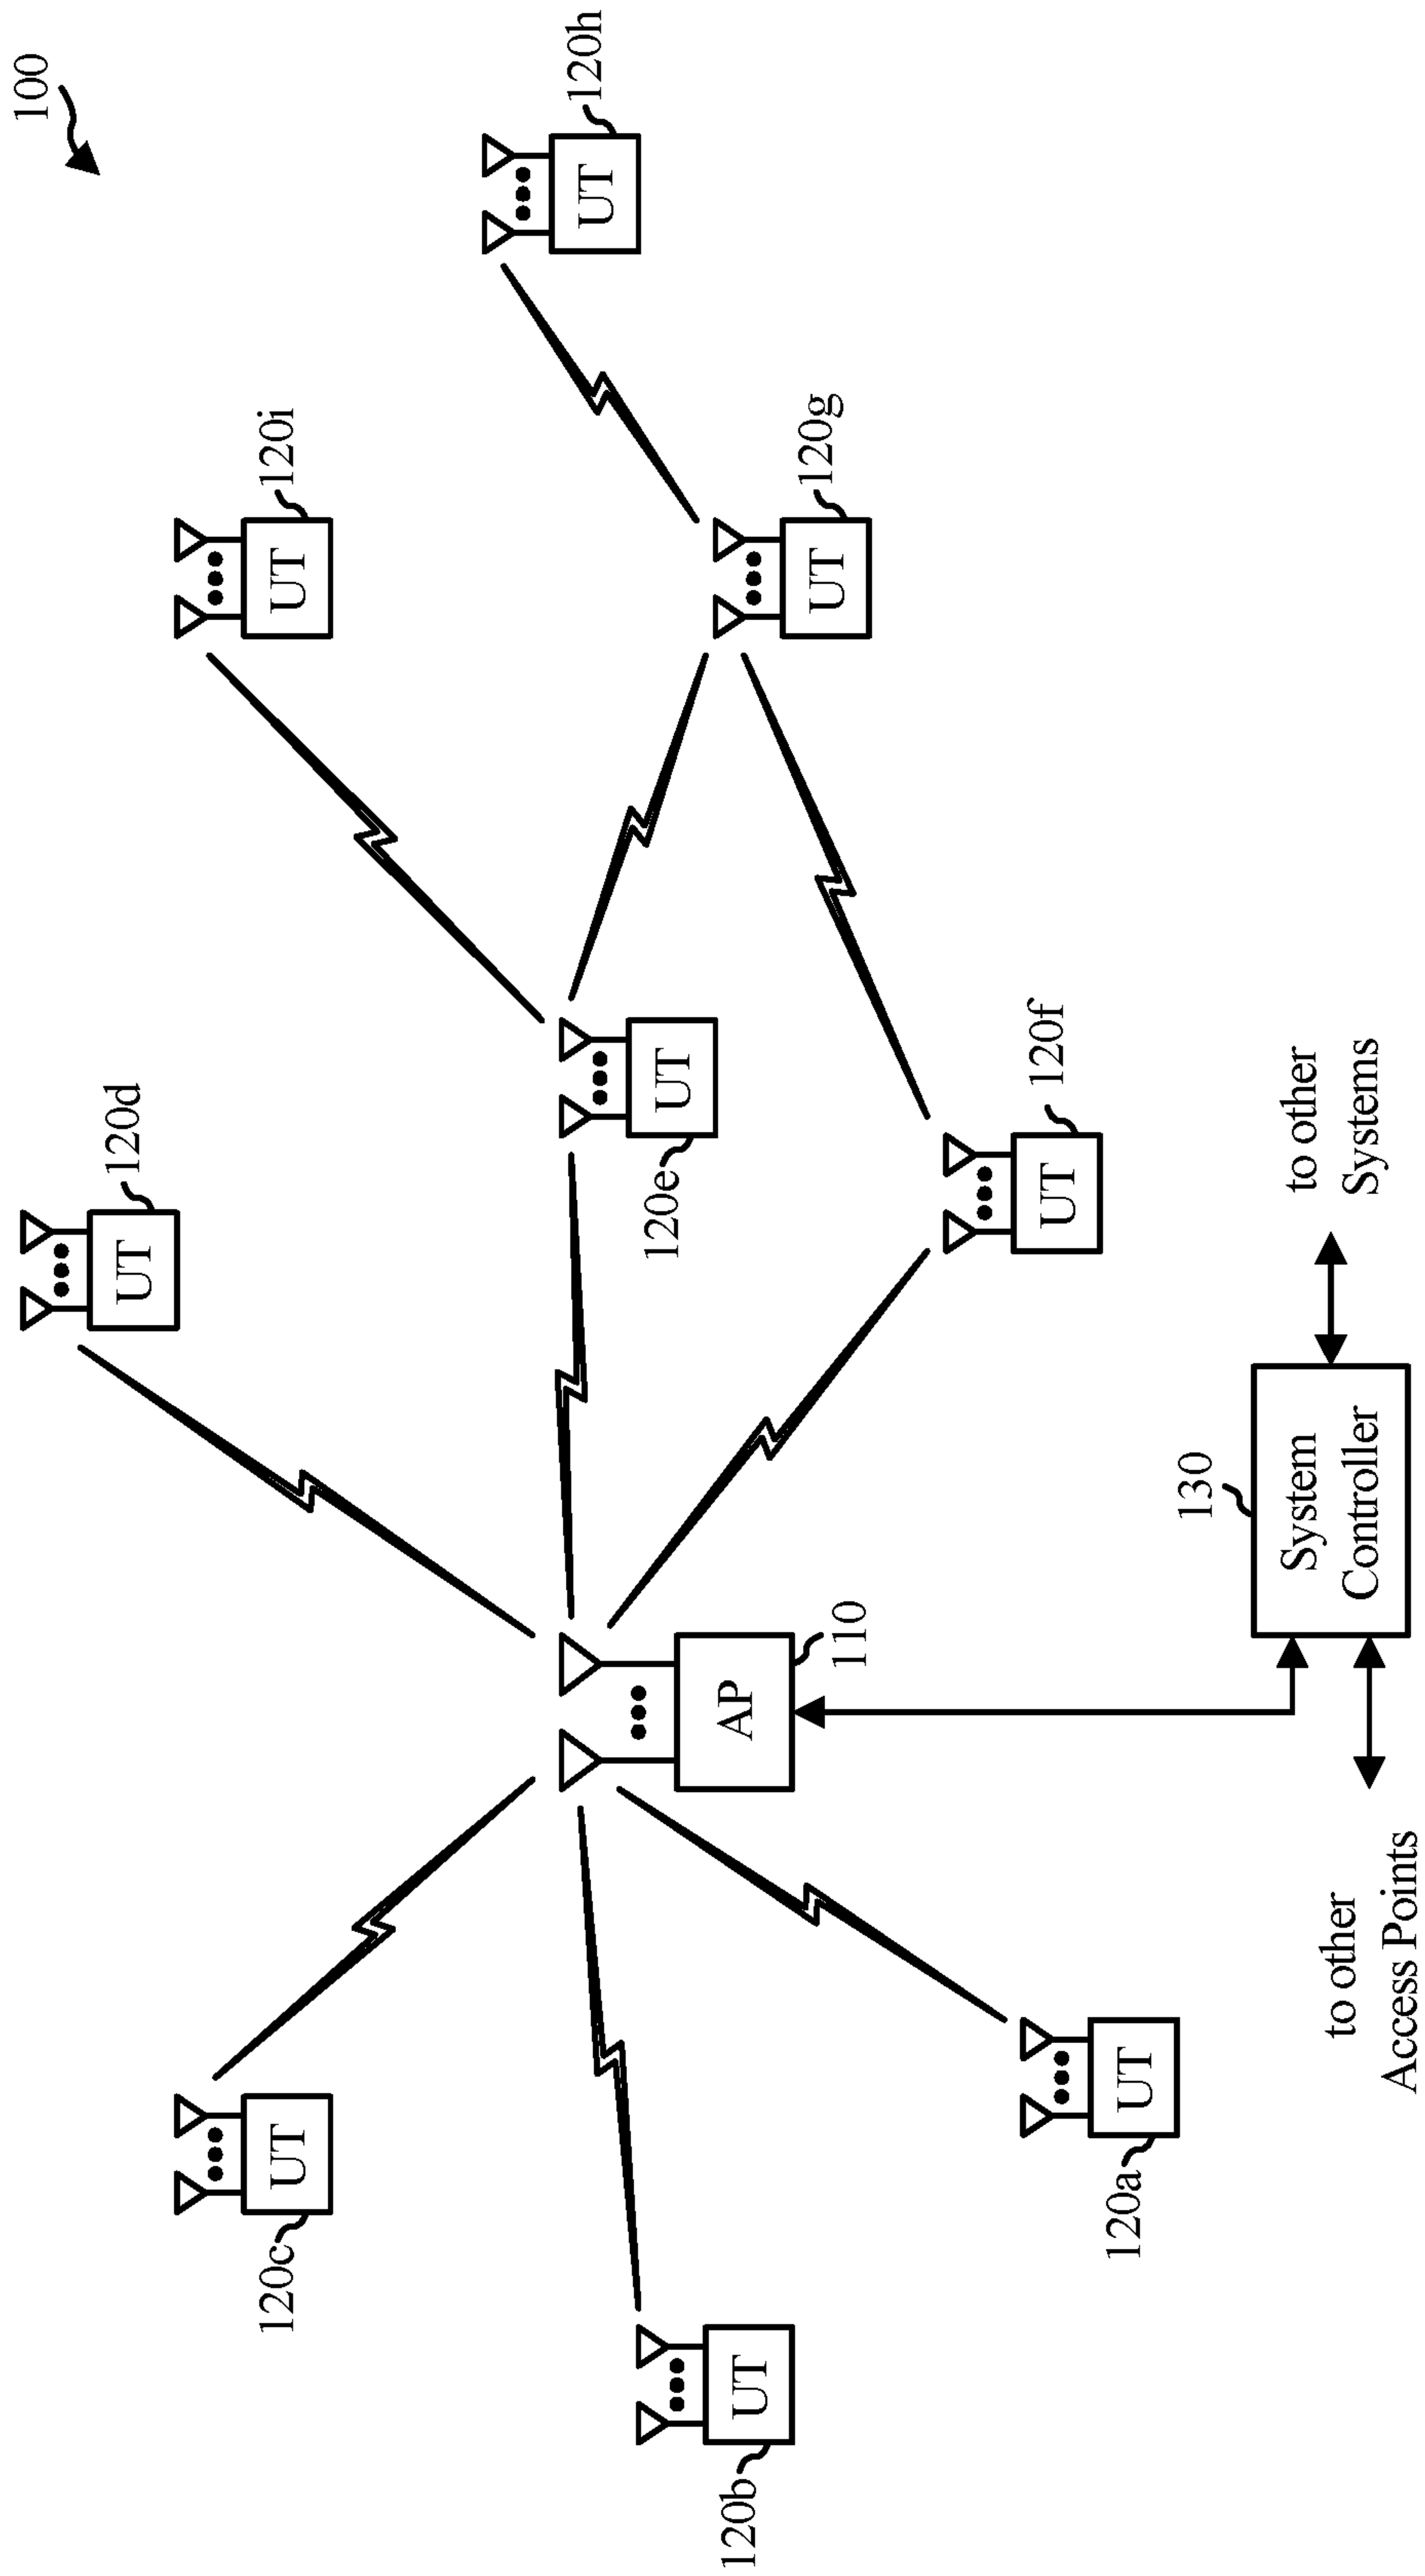 100
120d
UT
120i
UT
120c
UT
120h
UT
120e
UT
AP
110
120b
UT
120g
UT
120f
UT
120a
UT
130
System
Controller
to other
Systems
to other
Access Points